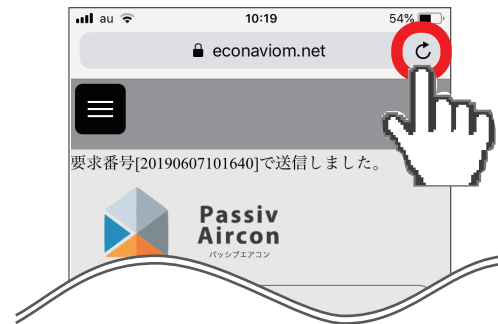 au 10:19 54%
econaviom.net
要求番号[20190607101640]で送信しました。
Passiv
Aircon
パッシブエアコン